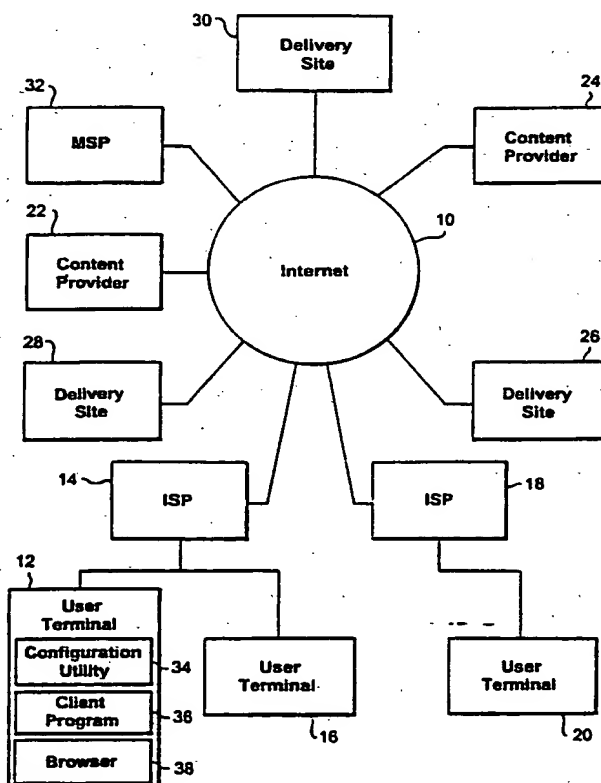 30
Delivery
Site
32
MSP
24
Content
Provider
22
Content
Provider
10
Internet
28
Delivery
Site
26
Delivery
Site
14
ISP
18
ISP
12
User
Terminal
Configuration
Utility
34
Client
Program
36
Browser
38
User
Terminal
16
User
Terminal
20